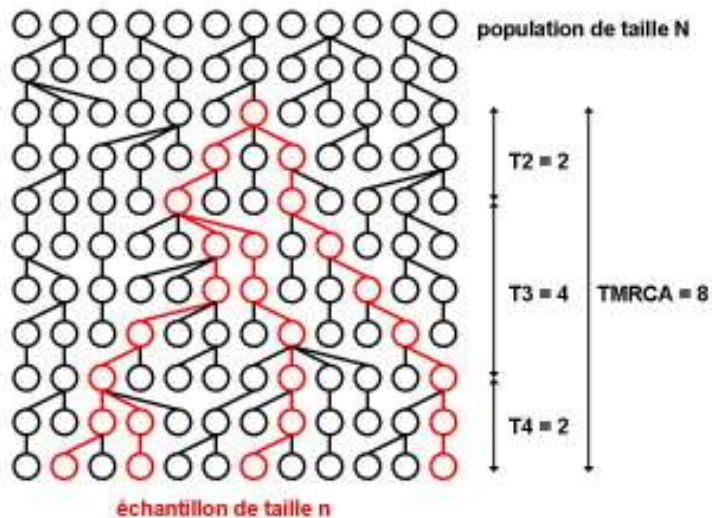 population de taille N
T2 = 2
T3 = 4
TMRCA = 8
T4 = 2
échantillon de taille n